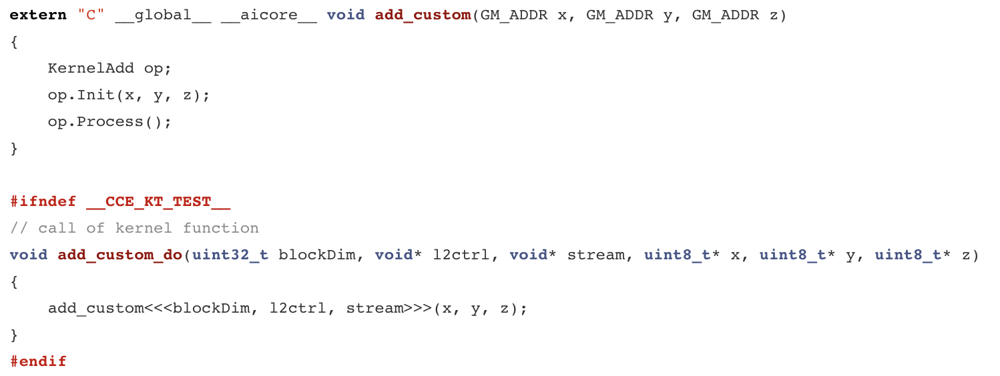 extern "C" __global__ __aicore__ void add_custom(GM_ADDR x, GM_ADDR y, GM_ADDR z)
{
    KernelAdd op;
    op.Init(x, y, z);
    op.Process();
}

#ifndef __CCE_KT_TEST__
// call of kernel function
void add_custom_do(uint32_t blockDim, void* l2ctrl, void* stream, uint8_t* x, uint8_t* y, uint8_t* z)
{
    add_custom<<<blockDim, l2ctrl, stream>>>(x, y, z);
}
#endif